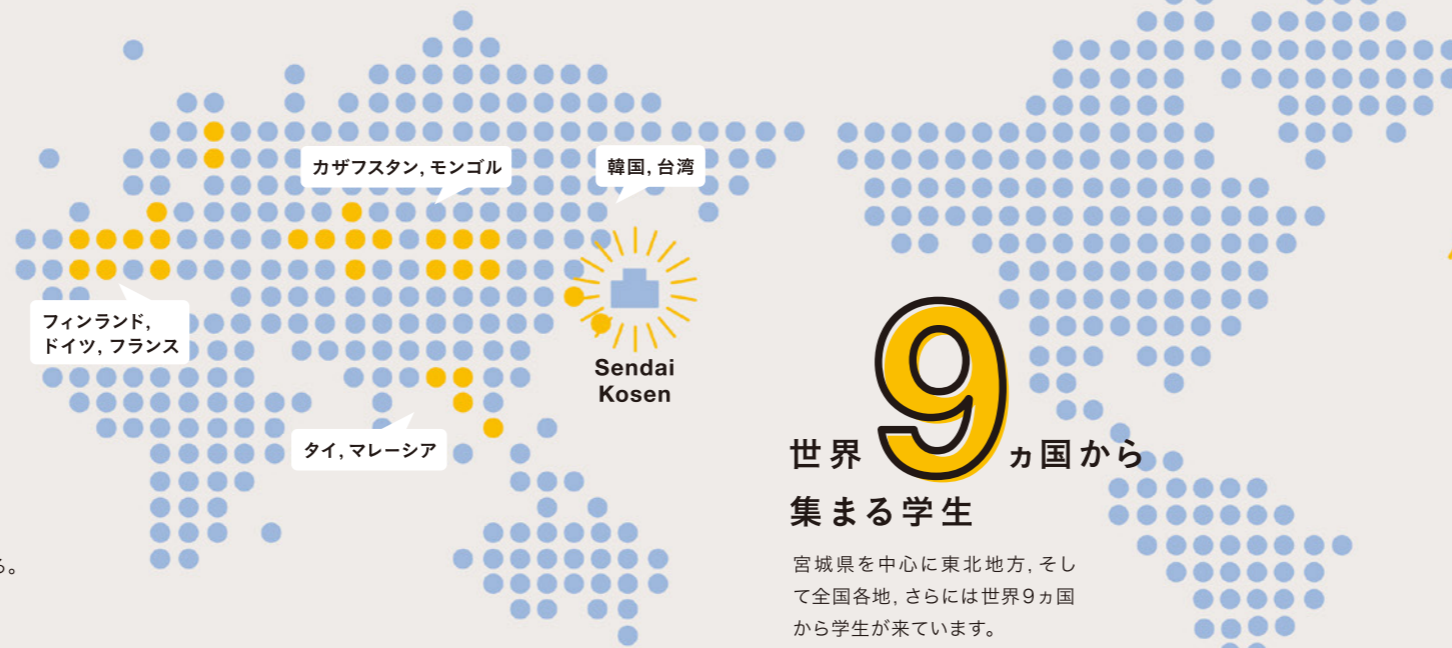 カザフスタン, モンゴル
韓国, 台湾
フィンランド,
ドイツ, フランス
Sendai
Kosen
タイ, マレーシア
世界9ヵ国から
集まる学生
宮城県を中心に東北地方, そし
て全国各地, さらには世界9ヵ国
から学生が来ています。